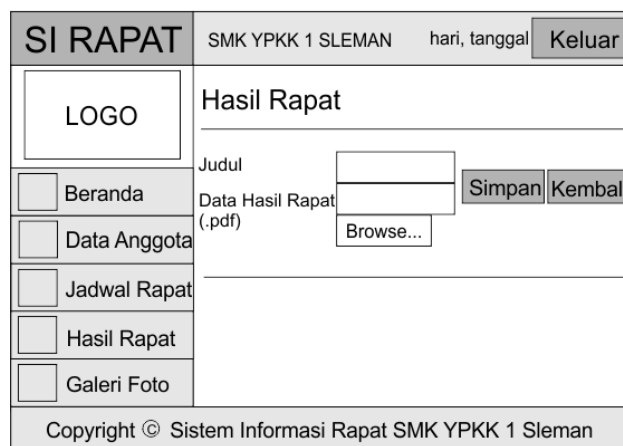 SI RAPAT
SMK YPKK 1 SLEMAN
hari, tanggal
Keluar
LOGO
Hasil Rapat
Judul
Data Hasil Rapat
(.pdf)
Browse...
Simpan
Kembal
Beranda
Data Anggota
Jadwal Rapat
Hasil Rapat
Galeri Foto
Copyright © Sistem Informasi Rapat SMK YPKK 1 Sleman